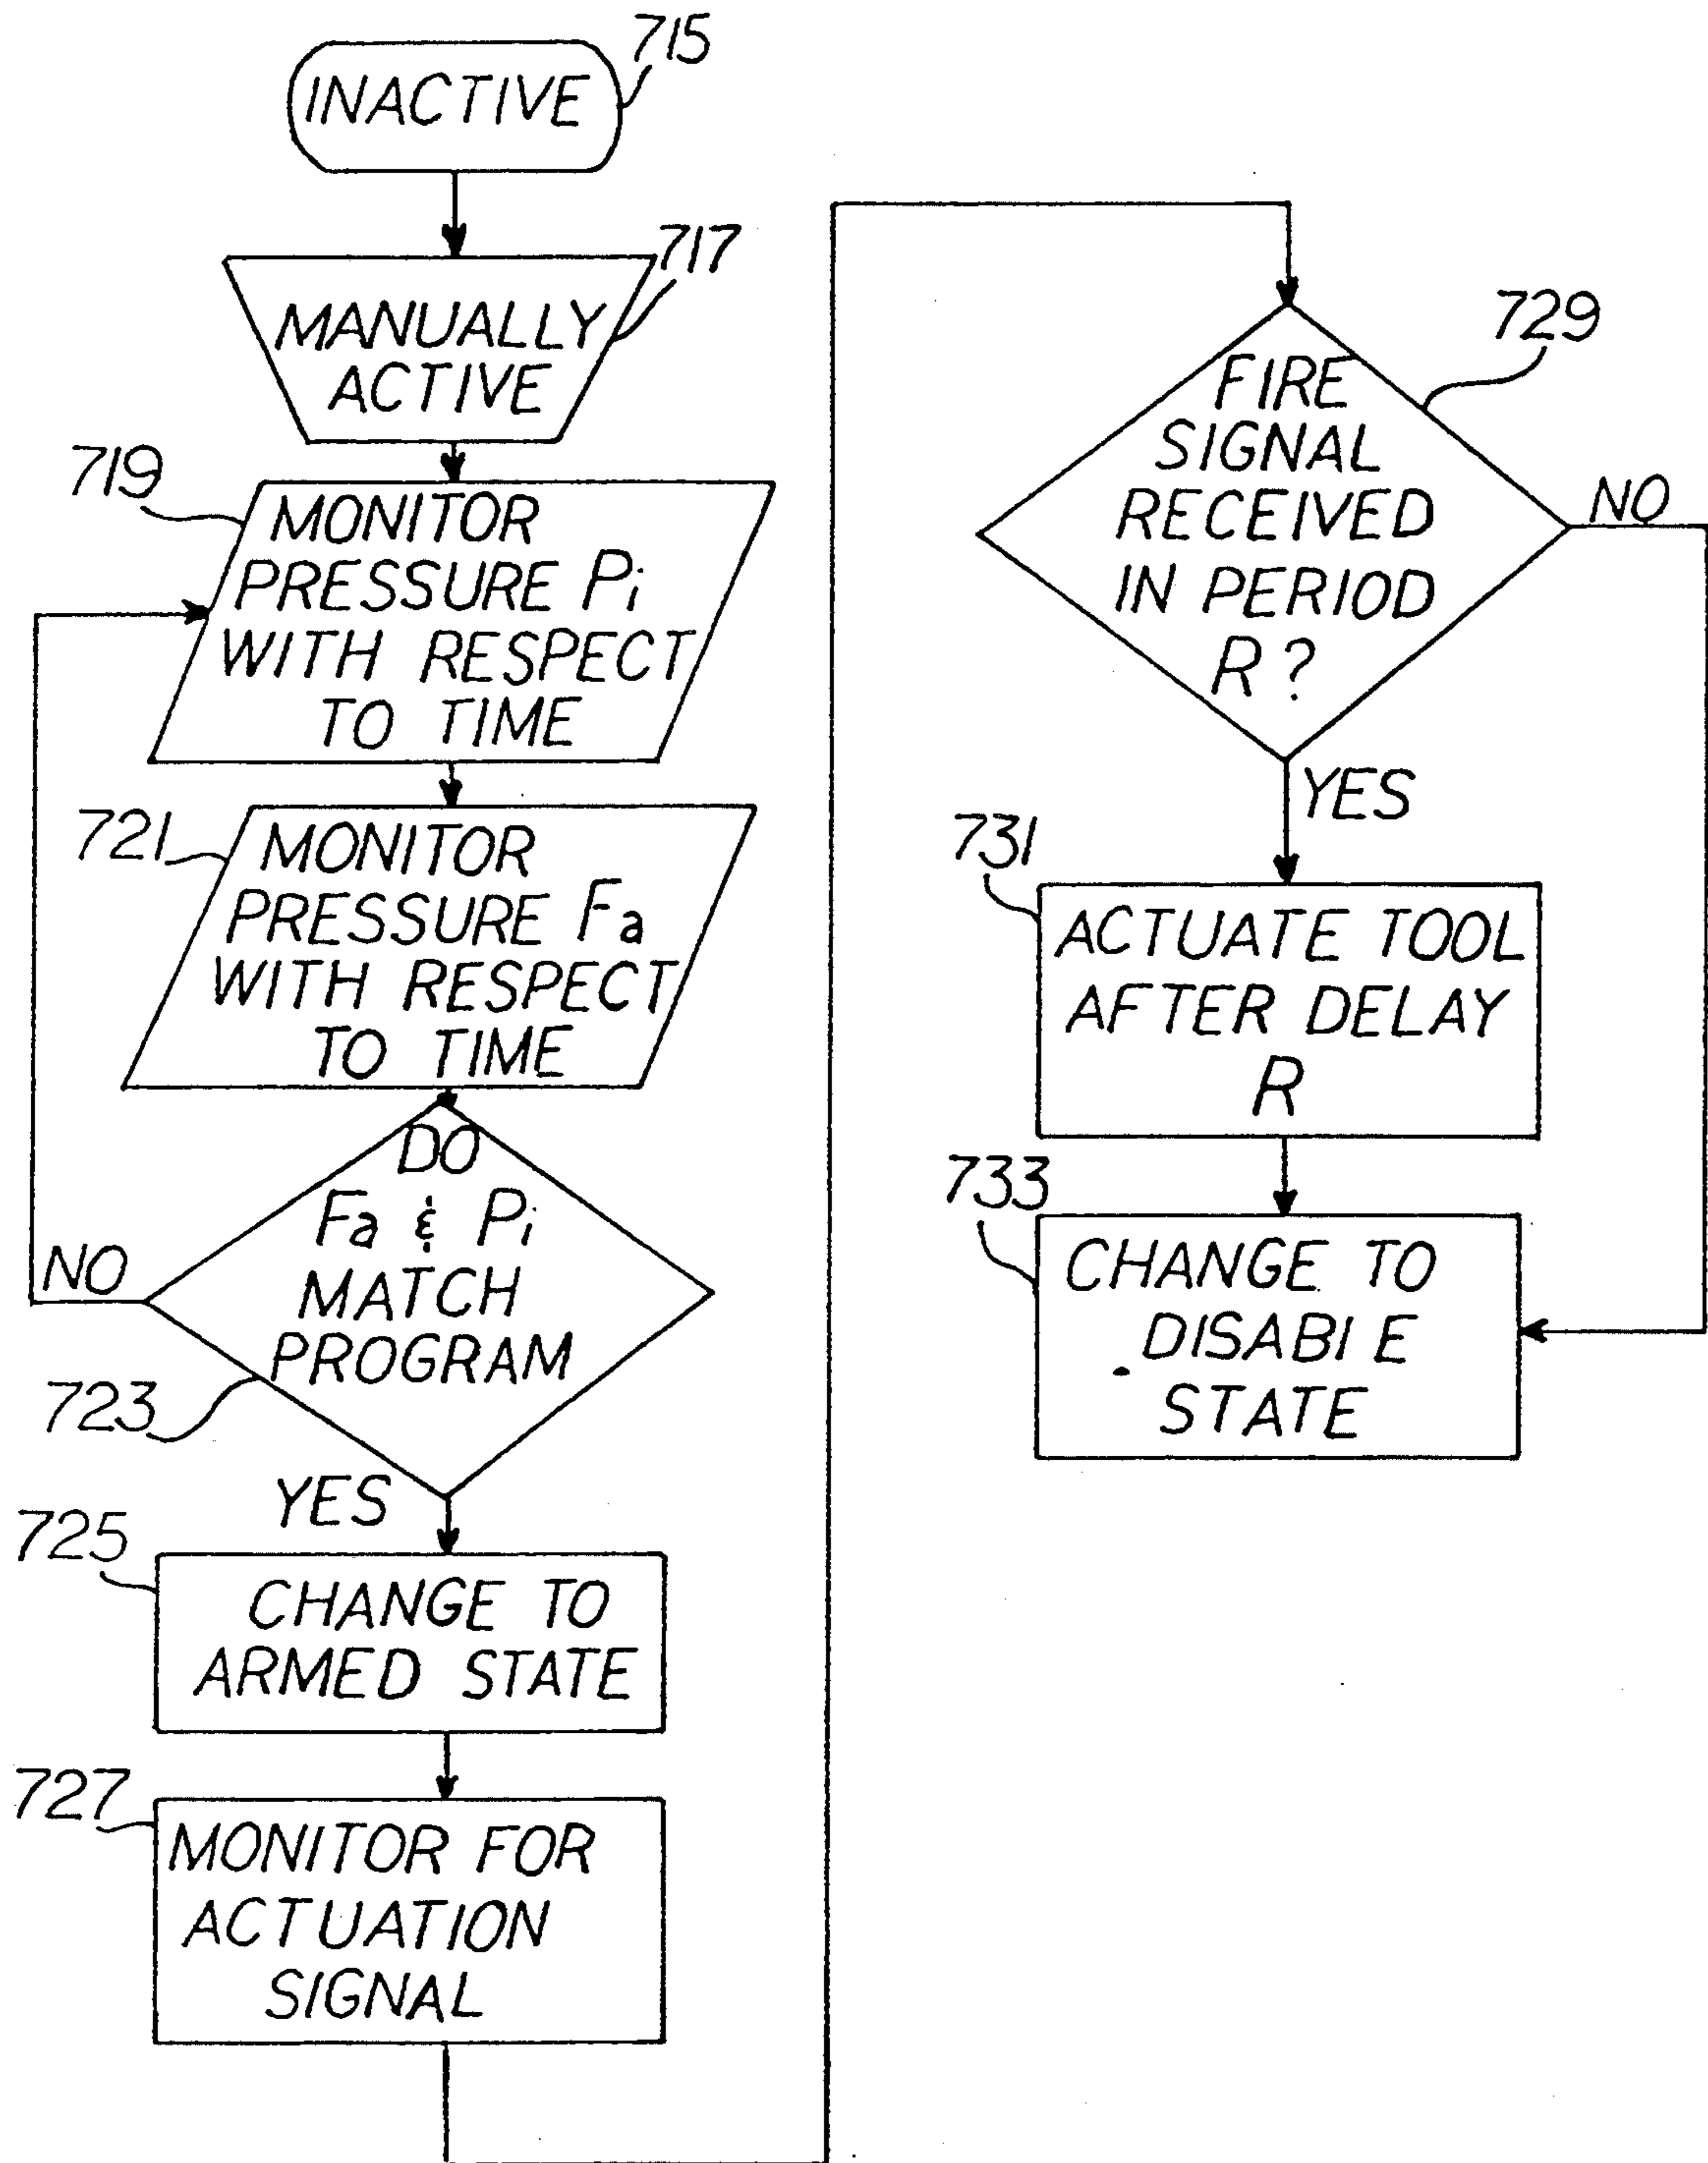 715
INACTIVE
717
MANUALLY
ACTIVE
719
MONITOR
PRESSURE Pi
WITH RESPECT
TO TIME
721
MONITOR
PRESSURE Fa
WITH RESPECT
TO TIME
DO
Fa & Pi
MATCH
PROGRAM
NO
723
YES
725
CHANGE TO
ARMED STATE
727
MONITOR FOR
ACTUATION
SIGNAL
729
FIRE
SIGNAL
RECEIVED
IN PERIOD
R?
NO
YES
731
ACTUATE TOOL
AFTER DELAY
R
733
CHANGE TO
DISABLE
STATE